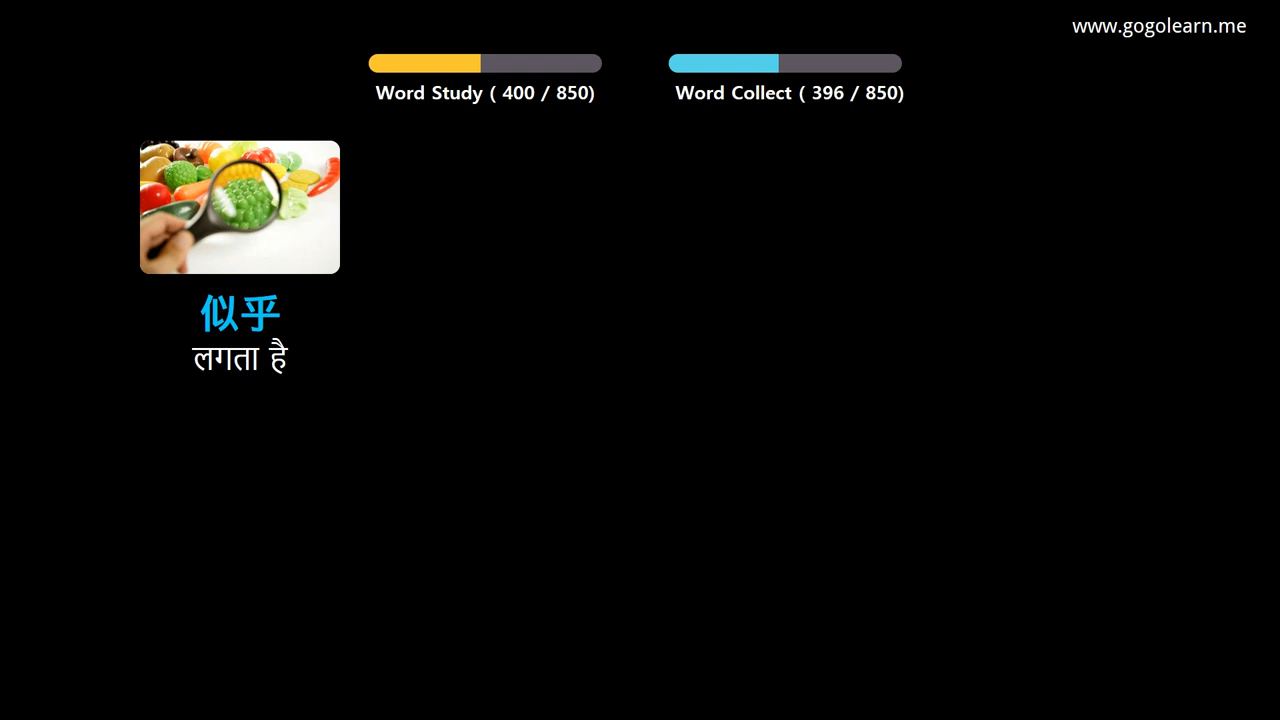 www.gogolearn.me
Word Study ( 400 / 850)
Word Collect ( 396 / 850)
似乎
लगता है